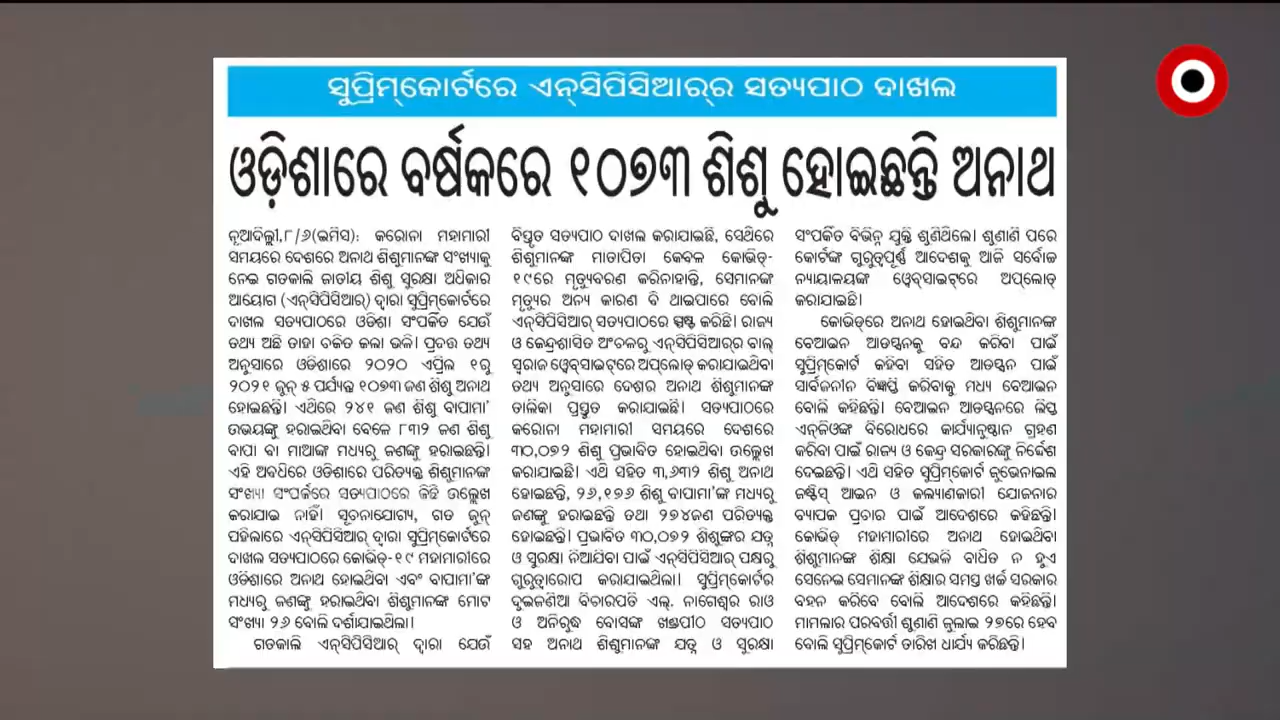 ସୁପ୍ରିମ୍‌କୋର୍ଟରେ ଏନ୍‌ସିପିସିଆର୍‌ର ସତ୍ୟପାଠ ଦାଖଲ
ଓଡ଼ିଶାରେ ବର୍ଷକରେ ୧୦୭୩ ଶିଶୁ ହୋଇଛନ୍ତି ଅନାଥ
ନୂଆଦିଲ୍ଲୀ,୮/୬(ଇମିସ): କରୋନା ମହାମାରୀ
ସମୟରେ ଦେଶରେ ଅନାଥ ଶିଶୁମାନଙ୍କ ସଂଖ୍ୟାକୁ
ନେଇ ଗତକାଲି ଜାତୀୟ ଶିଶୁ ସୁରକ୍ଷା ଅଧିକାର
ଆୟୋଗ (ଏନ୍‌ସିପିସିଆର୍) ଦ୍ୱାରା ସୁପ୍ରିମ୍‌କୋର୍ଟରେ
ଦାଖଲ ସତ୍ୟପାଠରେ ଓଡିଶା ସଂପର୍କିତ ଯେଉଁ
ତଥ୍ୟ ଅଛି ତାହା ଚକିତ କଲା ଭଳି। ପ୍ରଦତ୍ତ ତଥ୍ୟ
ଅନୁସାରେ ଓଡିଶାରେ ୨୦୨୦ ଏପ୍ରିଲ ୧ରୁ
୨୦୨୧ ଜୁନ୍ ୫ ପର୍ଯ୍ୟନ୍ତ ୧୦୭୩ ଜଣ ଶିଶୁ ଅନାଥ
ହୋଇଛନ୍ତି। ଏଥିରେ ୨୪୧ ଜଣ ଶିଶୁ ବାପାମା'
ଉଭୟଙ୍କୁ ହରାଇଥିବା ବେଳେ ୮୩୨ ଜଣ ଶିଶୁ
ବାପା ବା ମାଆଙ୍କ ମଧ୍ୟରୁ ଜଣଙ୍କୁ ହରାଇଛନ୍ତି।
ଏହି ଅବଧିରେ ଓଡିଶାରେ ପରିତ୍ୟକ୍ତ ଶିଶୁମାନଙ୍କ
ସଂଖ୍ୟା ସଂପର୍କରେ ସତ୍ୟପାଠରେ କିଛି ଉଲ୍ଲେଖ
କରାଯାଇ ନାହିଁ। ସୂଚନାଯୋଗ୍ୟ, ଗତ ଜୁନ୍
ପହିଲାରେ ଏନ୍‌ସିପିସିଆର୍ ଦ୍ୱାରା ସୁପ୍ରିମ୍‌କୋର୍ଟରେ
ଦାଖଲ ସତ୍ୟପାଠରେ କୋଭିଡ୍-୧୯ ମହାମାରୀରେ
ଓଡ଼ିଶାରେ ଅନାଥ ହୋଇଥିବା ଏବଂ ବାପାମା'ଙ୍କ
ମଧ୍ୟରୁ ଜଣଙ୍କୁ ହରାଇଥିବା ଶିଶୁମାନଙ୍କ ମୋଟ
ସଂଖ୍ୟା ୨୬ ବୋଲି ଦର୍ଶାଯାଇଥିଲା।
ଗତକାଲି ଏନ୍‌ସିପିସିଆର୍ ଦ୍ୱାରା ଯେଉଁ
ବିସ୍ତୃତ ସତ୍ୟପାଠ ଦାଖଲ କରାଯାଇଛି, ସେଥିରେ
ଶିଶୁମାନଙ୍କ ମାତାପିତା କେବଳ କୋଭିଡ୍-
୧୯ରେ ମୃତ୍ୟୁବରଣ କରିନାହାନ୍ତି, ସେମାନଙ୍କ
ମୃତ୍ୟୁର ଅନ୍ୟ କାରଣ ବି ଥାଇପାରେ ବୋଲି
ଏନ୍‌ସିପିସିଆର୍ ସତ୍ୟପାଠରେ ସ୍ପଷ୍ଟ କରିଛି। ରାଜ୍ୟ
ଓ କେନ୍ଦ୍ରଶାସିତ ଅଂଚଳରୁ ଏନ୍‌ସିପିସିଆର୍‌ର ବାଲ୍
ସ୍ୱରାଜ ୱେବ୍‌ସାଇଟ୍‌ରେ ଅପ୍‌ଲୋଡ୍ କରାଯାଇଥିବା
ତଥ୍ୟ ଅନୁସାରେ ଦେଶର ଅନାଥ ଶିଶୁମାନଙ୍କ
ତାଲିକା ପ୍ରସ୍ତୁତ କରାଯାଇଛି। ସତ୍ୟପାଠରେ
କରୋନା ମହାମାରୀ ସମୟରେ ଦେଶରେ
୩୦,୦୭୨ ଶିଶୁ ପ୍ରଭାବିତ ହୋଇଥିବା ଉଲ୍ଲେଖ
କରାଯାଇଛି। ଏଥି ସହିତ ୩,୬୩୨ ଶିଶୁ ଅନାଥ
ହୋଇଛନ୍ତି, ୨୬,୧୭୬ ଶିଶୁ ବାପାମା'ଙ୍କ ମଧ୍ୟରୁ
ଜଣଙ୍କୁ ହରାଇଛନ୍ତି ତଥା ୨୭୪ଜଣ ପରିତ୍ୟକ୍ତ
ହୋଇଛନ୍ତି। ପ୍ରଭାବିତ ୩୦,୦୭୨ ଶିଶୁଙ୍କର ଯତ୍ନ
ଓ ସୁରକ୍ଷା ନିଆଯିବା ପାଇଁ ଏନ୍‌ସିପିସିଆର୍ ପକ୍ଷରୁ
ଗୁରୁତ୍ୱାରୋପ କରାଯାଇଥିଲା। ସୁପ୍ରିମ୍‌କୋର୍ଟର
ଦୁଇଜଣିଆ ବିଚାରପତି ଏଲ୍. ନାଗେଶ୍ୱର ରାଓ
ଓ ଅନିରୁଦ୍ଧ ବୋସଙ୍କ ଖଣ୍ଡପୀଠ ସତ୍ୟପାଠ
ସହ ଅନାଥ ଶିଶୁମାନଙ୍କ ଯତ୍ନ ଓ ସୁରକ୍ଷା
ସଂପର୍କିତ ବିଭିନ୍ନ ଯୁକ୍ତି ଶୁଣିଥିଲେ। ଶୁଣାଣି ପରେ
କୋର୍ଟଙ୍କ ଗୁରୁତ୍ୱପୂର୍ଣ୍ଣ ଆଦେଶକୁ ଆଜି ସର୍ବୋଚ୍ଚ
ନ୍ୟାୟାଳୟଙ୍କ ୱେବ୍‌ସାଇଟ୍‌ରେ ଅପ୍‌ଲୋଡ୍
କରାଯାଇଛି।
କୋଭିଡ୍‌ରେ ଅନାଥ ହୋଇଥିବା ଶିଶୁମାନଙ୍କ
ବେଆଇନ ଆଡପ୍ସନକୁ ବନ୍ଦ କରିବା ପାଇଁ
ସୁପ୍ରିମ୍‌କୋର୍ଟ କହିବା ସହିତ ଆଡପ୍ସନ ପାଇଁ
ସାର୍ବଜନୀନ ବିଜ୍ଞପ୍ତି କରିବାକୁ ମଧ୍ୟ ବେଆଇନ
ବୋଲି କହିଛନ୍ତି। ବେଆଇନ ଆଡପ୍ସନରେ ଲିପ୍ତ
ଏନ୍‌ଜିଓଙ୍କ ବିରୋଧରେ କାର୍ଯ୍ୟାନୁଷ୍ଠାନ ଗ୍ରହଣ
କରିବା ପାଇଁ ରାଜ୍ୟ ଓ କେନ୍ଦ୍ର ସରକାରଙ୍କୁ ନିର୍ଦ୍ଦେଶ
ଦେଇଛନ୍ତି। ଏଥି ସହିତ ସୁପ୍ରିମ୍‌କୋର୍ଟ ଜୁଭେନାଇଲ
ଜଷ୍ଟିସ୍ ଆଇନ ଓ କଲ୍ୟାଣକାରୀ ଯୋଜନାର
ବ୍ୟାପକ ପ୍ରଚାର ପାଇଁ ଆଦେଶରେ କହିଛନ୍ତି।
କୋଭିଡ୍ ମହାମାରୀରେ ଅନାଥ ହୋଇଥିବା
ଶିଶୁମାନଙ୍କ ଶିକ୍ଷା ଯେଭଳି ବାଧିତ ନ ହୁଏ
ସେନେଇ ସେମାନଙ୍କ ଶିକ୍ଷାର ସମସ୍ତ ଖର୍ଚ୍ଚ ସରକାର
ବହନ କରିବେ ବୋଲି ଆଦେଶରେ କହିଛନ୍ତି।
ମାମଲାର ପରବର୍ତ୍ତୀ ଶୁଣାଣି ଜୁଲାଇ ୨୭ରେ ହେବ
ବୋଲି ସୁପ୍ରିମ୍‌କୋର୍ଟ ତାରିଖ ଧାର୍ଯ୍ୟ କରିଛନ୍ତି।